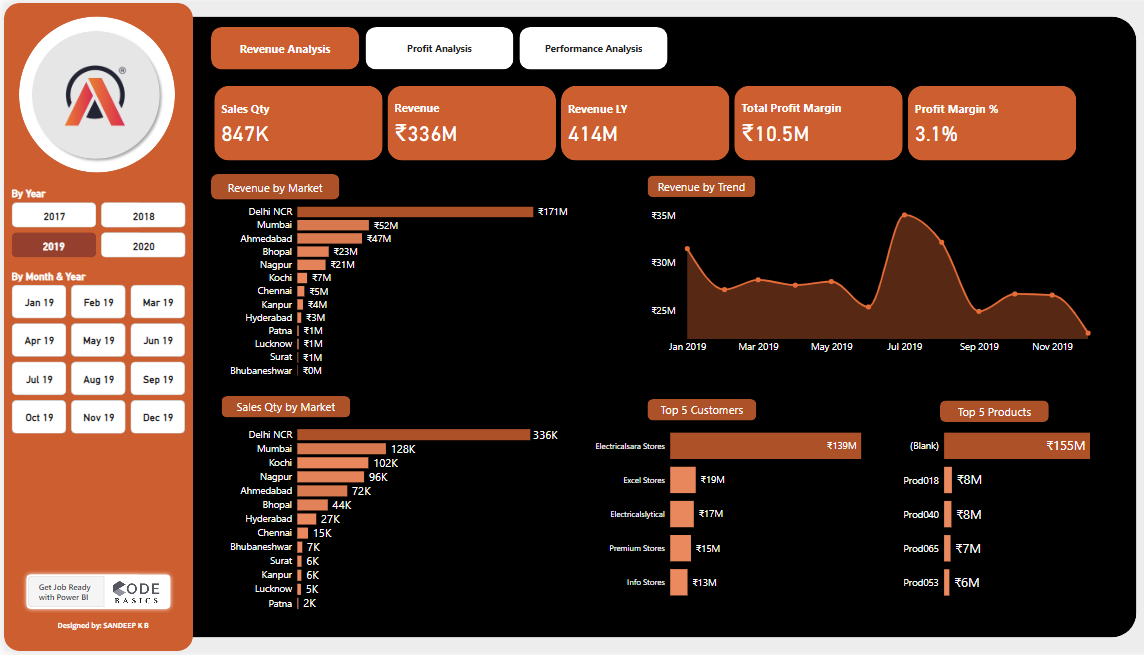 ®
By Year
2017 2018
2019 2020
By Month & Year
Jan 19 Feb 19 Mar 19
Apr 19 May 19 Jun 19
Jul 19 Aug 19 Sep 19
Oct 19 Nov 19 Dec 19
Get Job Ready
with Power BI
CODE
BASICS
Designed by: SANDEEP K B
Revenue Analysis Profit Analysis Performance Analysis
Sales Qty
847K
Revenue
₹336M
Revenue LY
414M
Total Profit Margin
₹10.5M
Profit Margin %
3.1%
Revenue by Market
Delhi NCR ₹171M
Mumbai ₹52M
Ahmedabad ₹47M
Bhopal ₹23M
Nagpur ₹21M
Kochi ₹7M
Chennai ₹5M
Kanpur ₹4M
Hyderabad ₹3M
Patna ₹1M
Lucknow ₹1M
Surat ₹1M
Bhubaneshwar ₹0M
Revenue by Trend
₹35M
₹30M
₹25M
Jan 2019 Mar 2019 May 2019 Jul 2019 Sep 2019 Nov 2019
Sales Qty by Market
Delhi NCR 336K
Mumbai 128K
Kochi 102K
Nagpur 96K
Ahmedabad 72K
Bhopal 44K
Hyderabad 27K
Chennai 15K
Bhubaneshwar 7K
Surat 6K
Kanpur 6K
Lucknow 5K
Patna 2K
Top 5 Customers
Electricalsara Stores ₹139M
Excel Stores ₹19M
Electricalslytical ₹17M
Premium Stores ₹15M
Info Stores ₹13M
Top 5 Products
(Blank) ₹155M
Prod018 ₹8M
Prod040 ₹8M
Prod065 ₹7M
Prod053 ₹6M